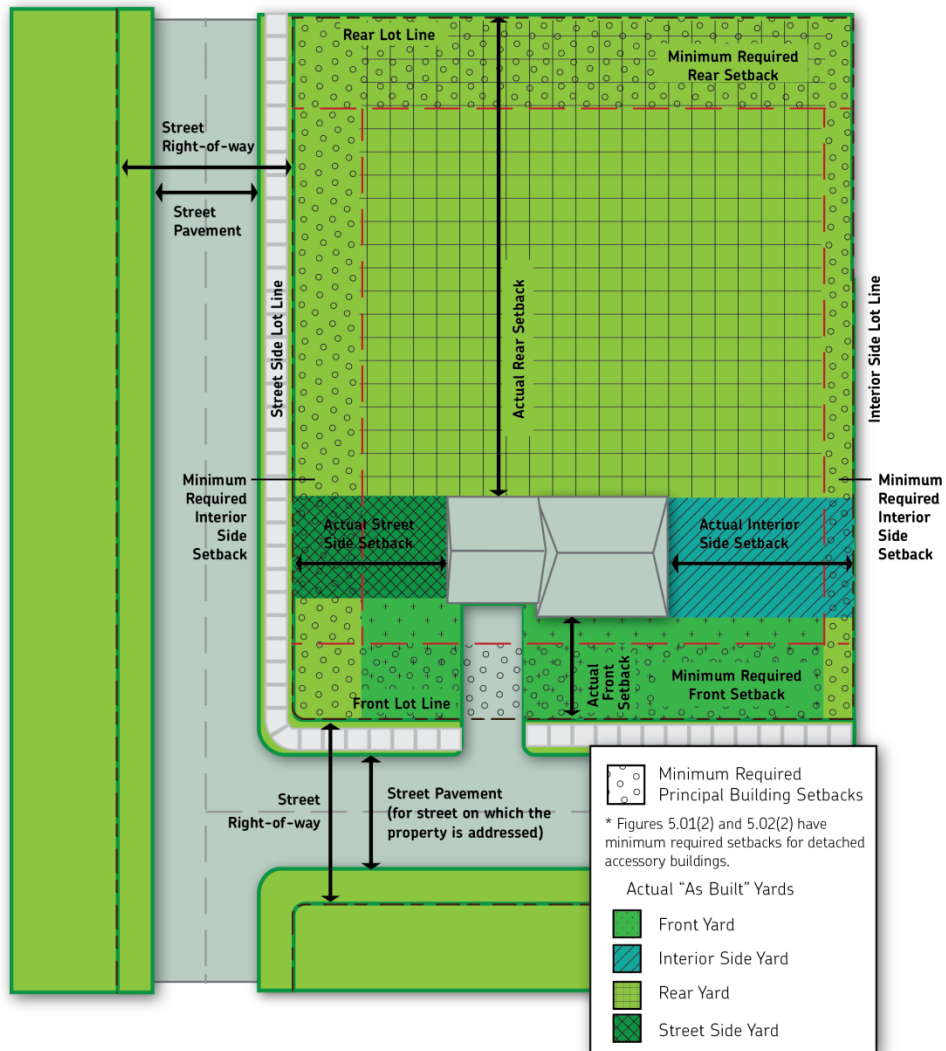 Rear Lot Line
Minimum Required
Rear Setback
Street
Right-of-way
Street
Pavement
Street Side Lot Line
Actual Rear Setback
Interior Side Lot Line
Minimum
Required
Interior
Side
Setback
Actual Street
Side Setback
Actual Interior
Side Setback
Minimum
Required
Interior
Side
Setback
Actual
Front
Setback
Minimum Required
Front Setback
Front Lot Line
Street
Right-of-way
Street Pavement
(for street on which the
property is addressed)
Minimum Required
Principal Building Setbacks
* Figures 5.01(2) and 5.02(2) have
minimum required setbacks for detached
accessory buildings.
Actual “As Built” Yards
Front Yard
Interior Side Yard
Rear Yard
Street Side Yard